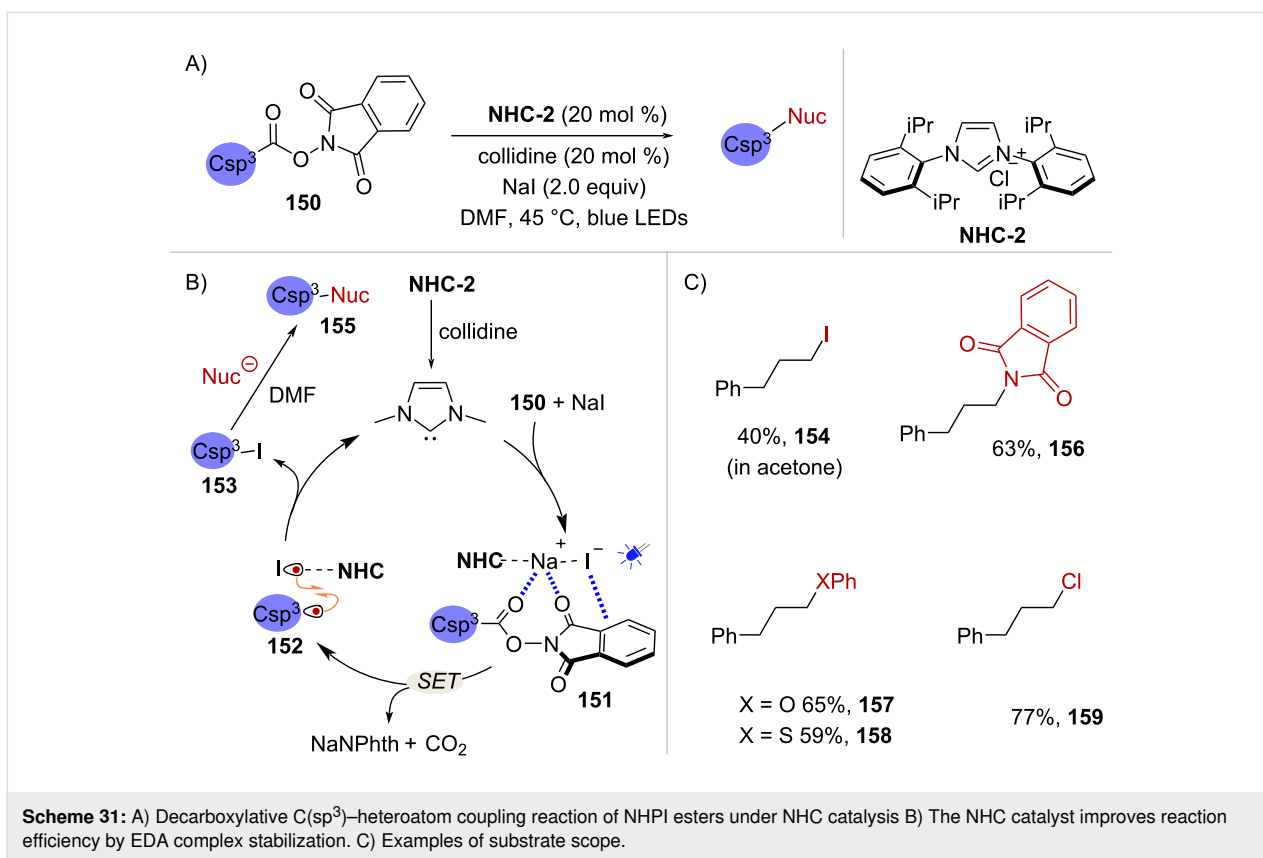 A)
O
O
Csp3
O
N
O
150
NHC-2 (20 mol %)
collidine (20 mol %)
NaI (2.0 equiv)
DMF, 45 °C, blue LEDs
Nuc
Csp3
iPr
iPr
N
N+
Cl−
iPr
iPr
NHC-2
B)
Csp3
Nuc
155
NHC-2
collidine
Nuc⊖
DMF
N
N
150 + NaI
Csp3
I
153
I
NHC
Csp3
152
NHC
Na+
I−
O
O
Csp3
O
N
O
151
SET
NaNPhth + CO2
C)
I
Ph
40%, 154
(in acetone)
O
N
O
Ph
63%, 156
XPh
Ph
X = O 65%, 157
X = S 59%, 158
Cl
Ph
77%, 159
Scheme 31: A) Decarboxylative C(sp3)–heteroatom coupling reaction of NHPI esters under NHC catalysis B) The NHC catalyst improves reaction
efficiency by EDA complex stabilization. C) Examples of substrate scope.